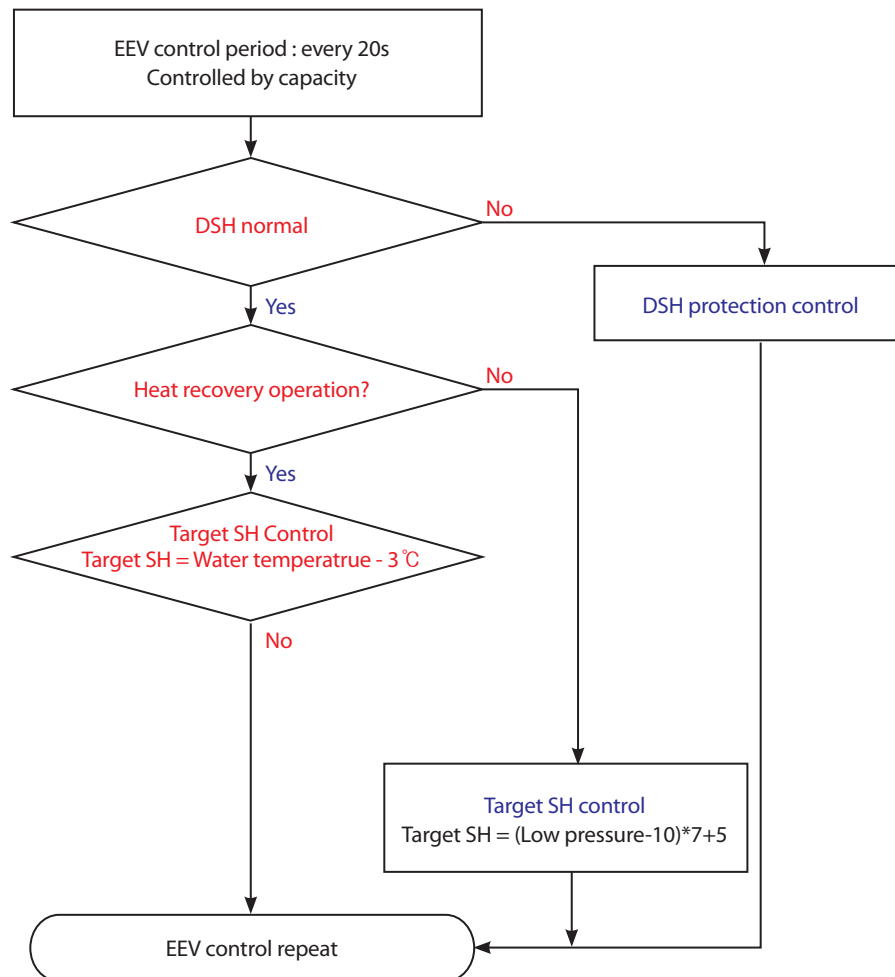 EEV control period : every 20s
Controlled by capacity
DSH normal
No
Yes
DSH protection control
Heat recovery operation?
No
Yes
Target SH Control
Target SH = Water temperatrue - 3 ℃
No
Target SH control
Target SH = (Low pressure-10)*7+5
EEV control repeat